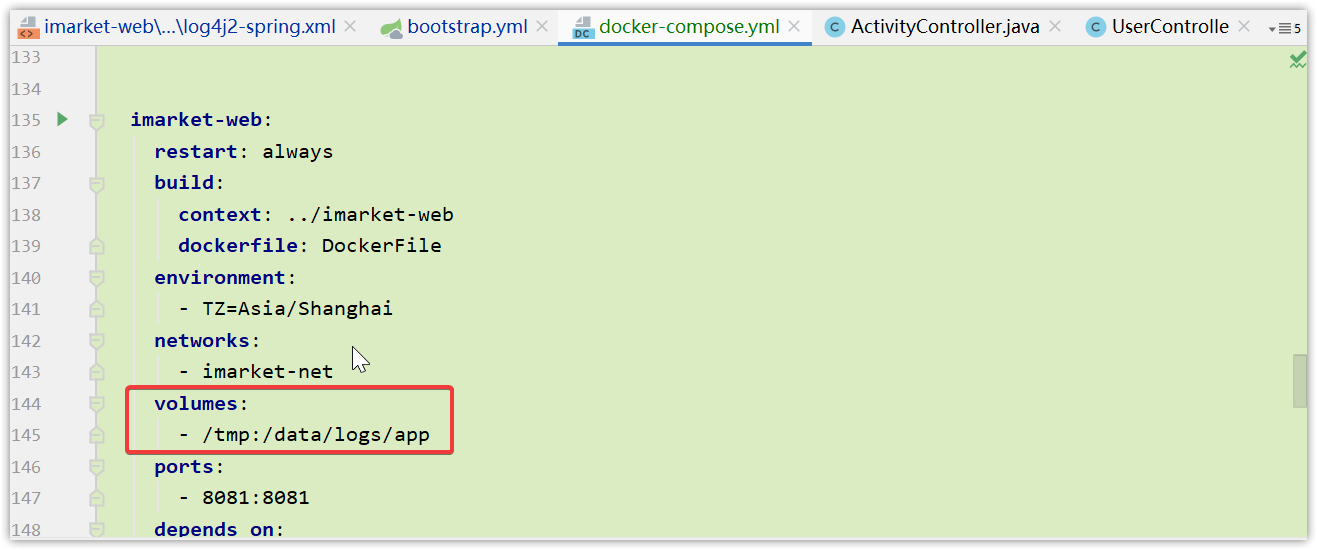 imarket-web\...\log4j2-spring.xml bootstrap.yml docker-compose.yml ActivityController.java UserControlle 5
133
134
135 imarket-web:
136 restart: always
137 build:
138 context: ../imarket-web
139 dockerfile: DockerFile
140 environment:
141 - TZ=Asia/Shanghai
142 networks:
143 - imarket-net
144 volumes:
145 - /tmp:/data/logs/app
146 ports:
147 - 8081:8081
148 depends_on: